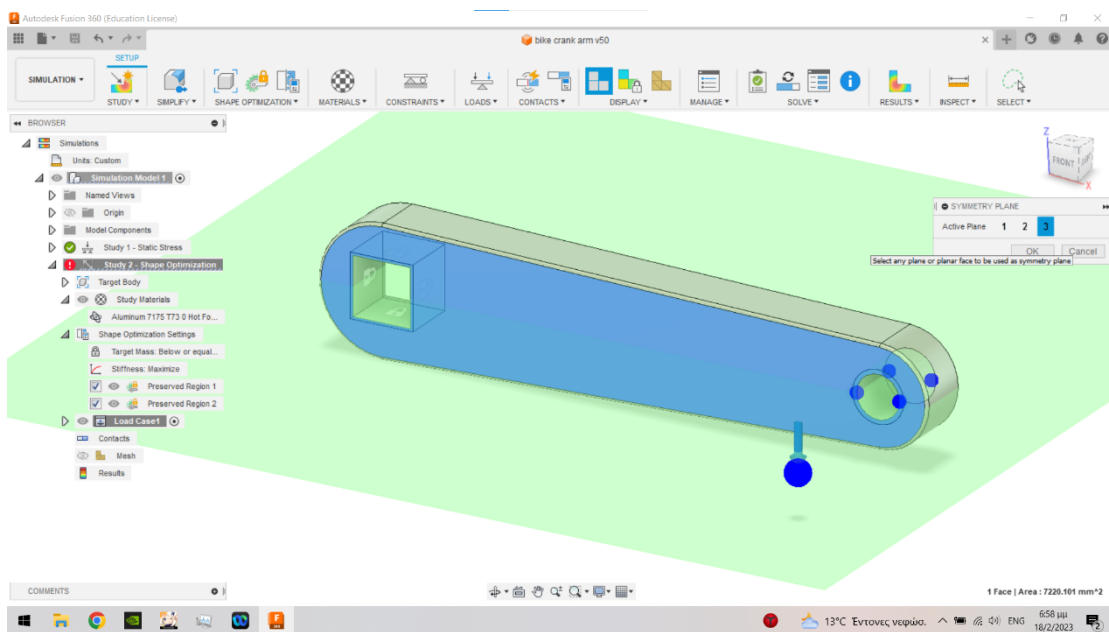 Autodesk Fusion 360 (Education License)
bike crank arm v50
SETUP
SIMULATION
STUDY
SIMPLIFY
SHAPE OPTIMIZATION
MATERIALS
CONSTRAINTS
LOADS
CONTACTS
DISPLAY
MANAGE
SOLVE
RESULTS
INSPECT
SELECT
BROWSER
Simulations
Units: Custom
Simulation Model 1
Named Views
Origin
Model Components
Study 1 - Static Stress
Study 2 - Shape Optimization
Target Body
Study Materials
Aluminum 7175 T73 0 Hot Fo...
Shape Optimization Settings
Target Mass: Below or equal...
Stiffness: Maximize
Preserved Region 1
Preserved Region 2
Load Case1
Contacts
Mesh
Results
Z
FRONT
X
SYMMETRY PLANE
Active Plane 1 2 3
OK Cancel
Select any plane or planar face to be used as symmetry plane
COMMENTS
1 Face | Area : 7220.101 mm^2
13°C Έντονες νεφώσ.
ENG
6:58 μμ
18/2/2023